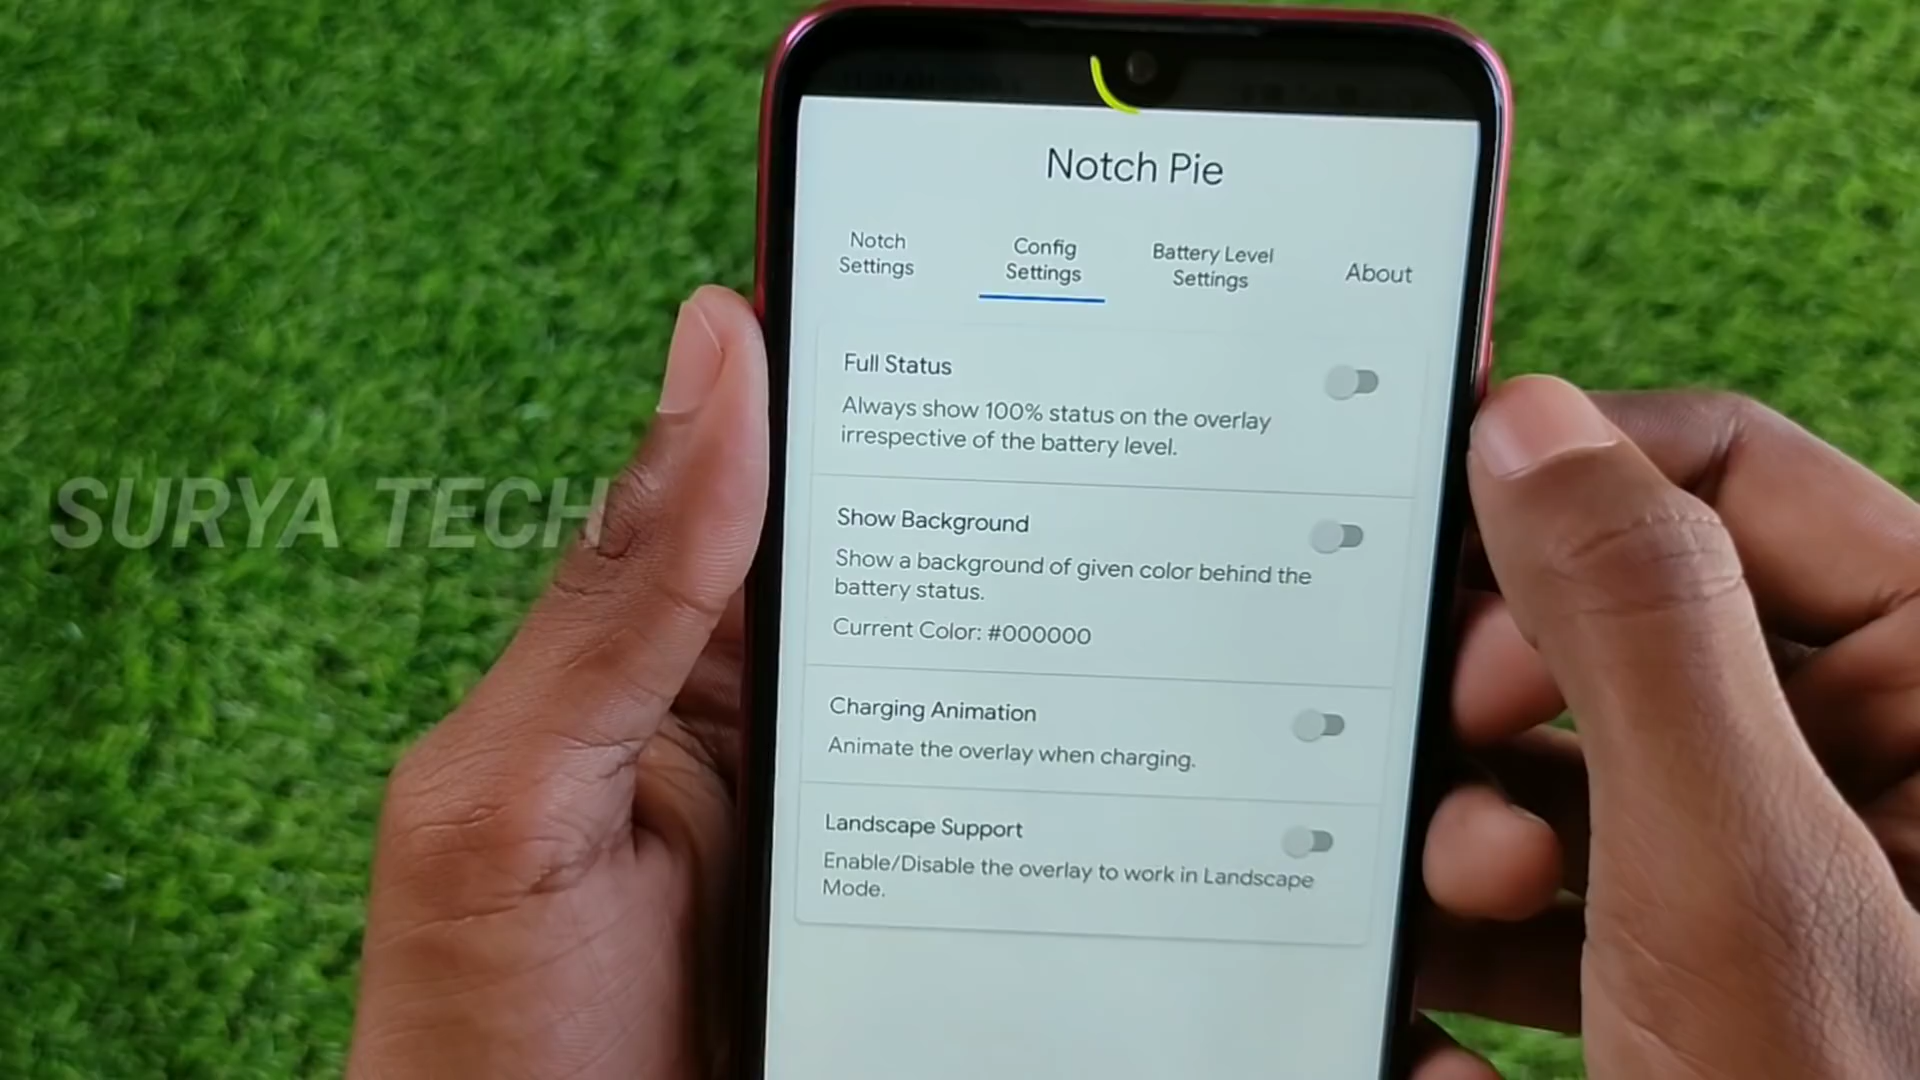 Notch Pie
Notch
Settings
Config
Settings
Battery Level
Settings
About
Full Status
Always show 100% status on the overlay
irrespective of the battery level.
SURYA TECH
Show Background
Show a background of given color behind the
battery status.
Current Color: #000000
Charging Animation
Animate the overlay when charging.
Landscape Support
Enable/Disable the overlay to work in Landscape
Mode.